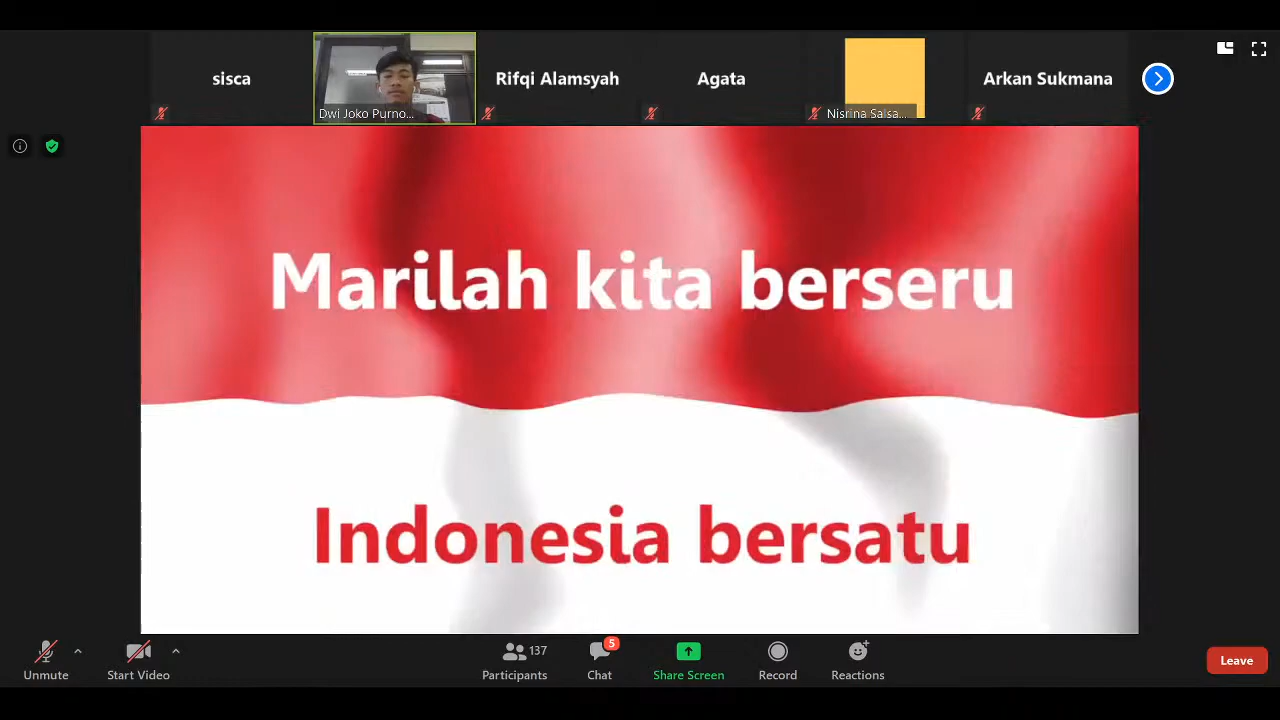 sisca
Dwi Joko Purno...
Rifqi Alamsyah
Agata
Nisrina Salsa...
Arkan Sukmana
Marilah kita berseru
Indonesia bersatu
Unmute
Start Video
137
Participants
5
Chat
Share Screen
Record
Reactions
Leave